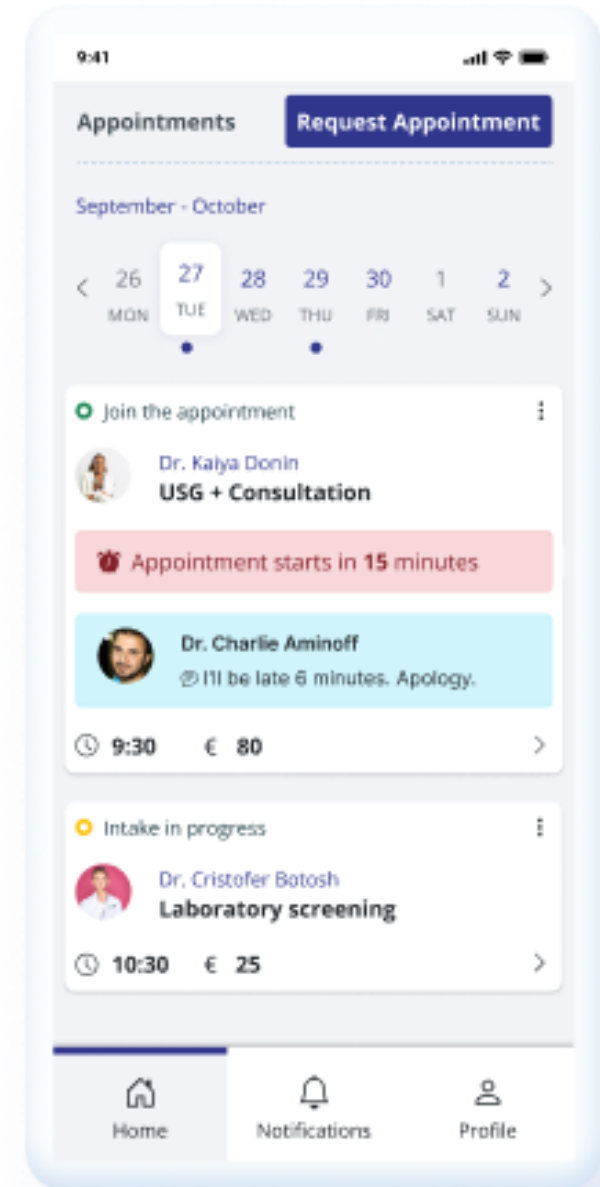 9:41
Appointments Request Appointment
September - October
26 27 28 29 30 1 2
MON TUE WED THU FRI SAT SUN
Join the appointment
Dr. Kaiya Donin
USG + Consultation
Appointment starts in 15 minutes
Dr. Charlie Aminoff
I'll be late 6 minutes. Apology.
9:30 € 80
Intake in progress
Dr. Cristofer Botosh
Laboratory screening
10:30 € 25
Home Notifications Profile